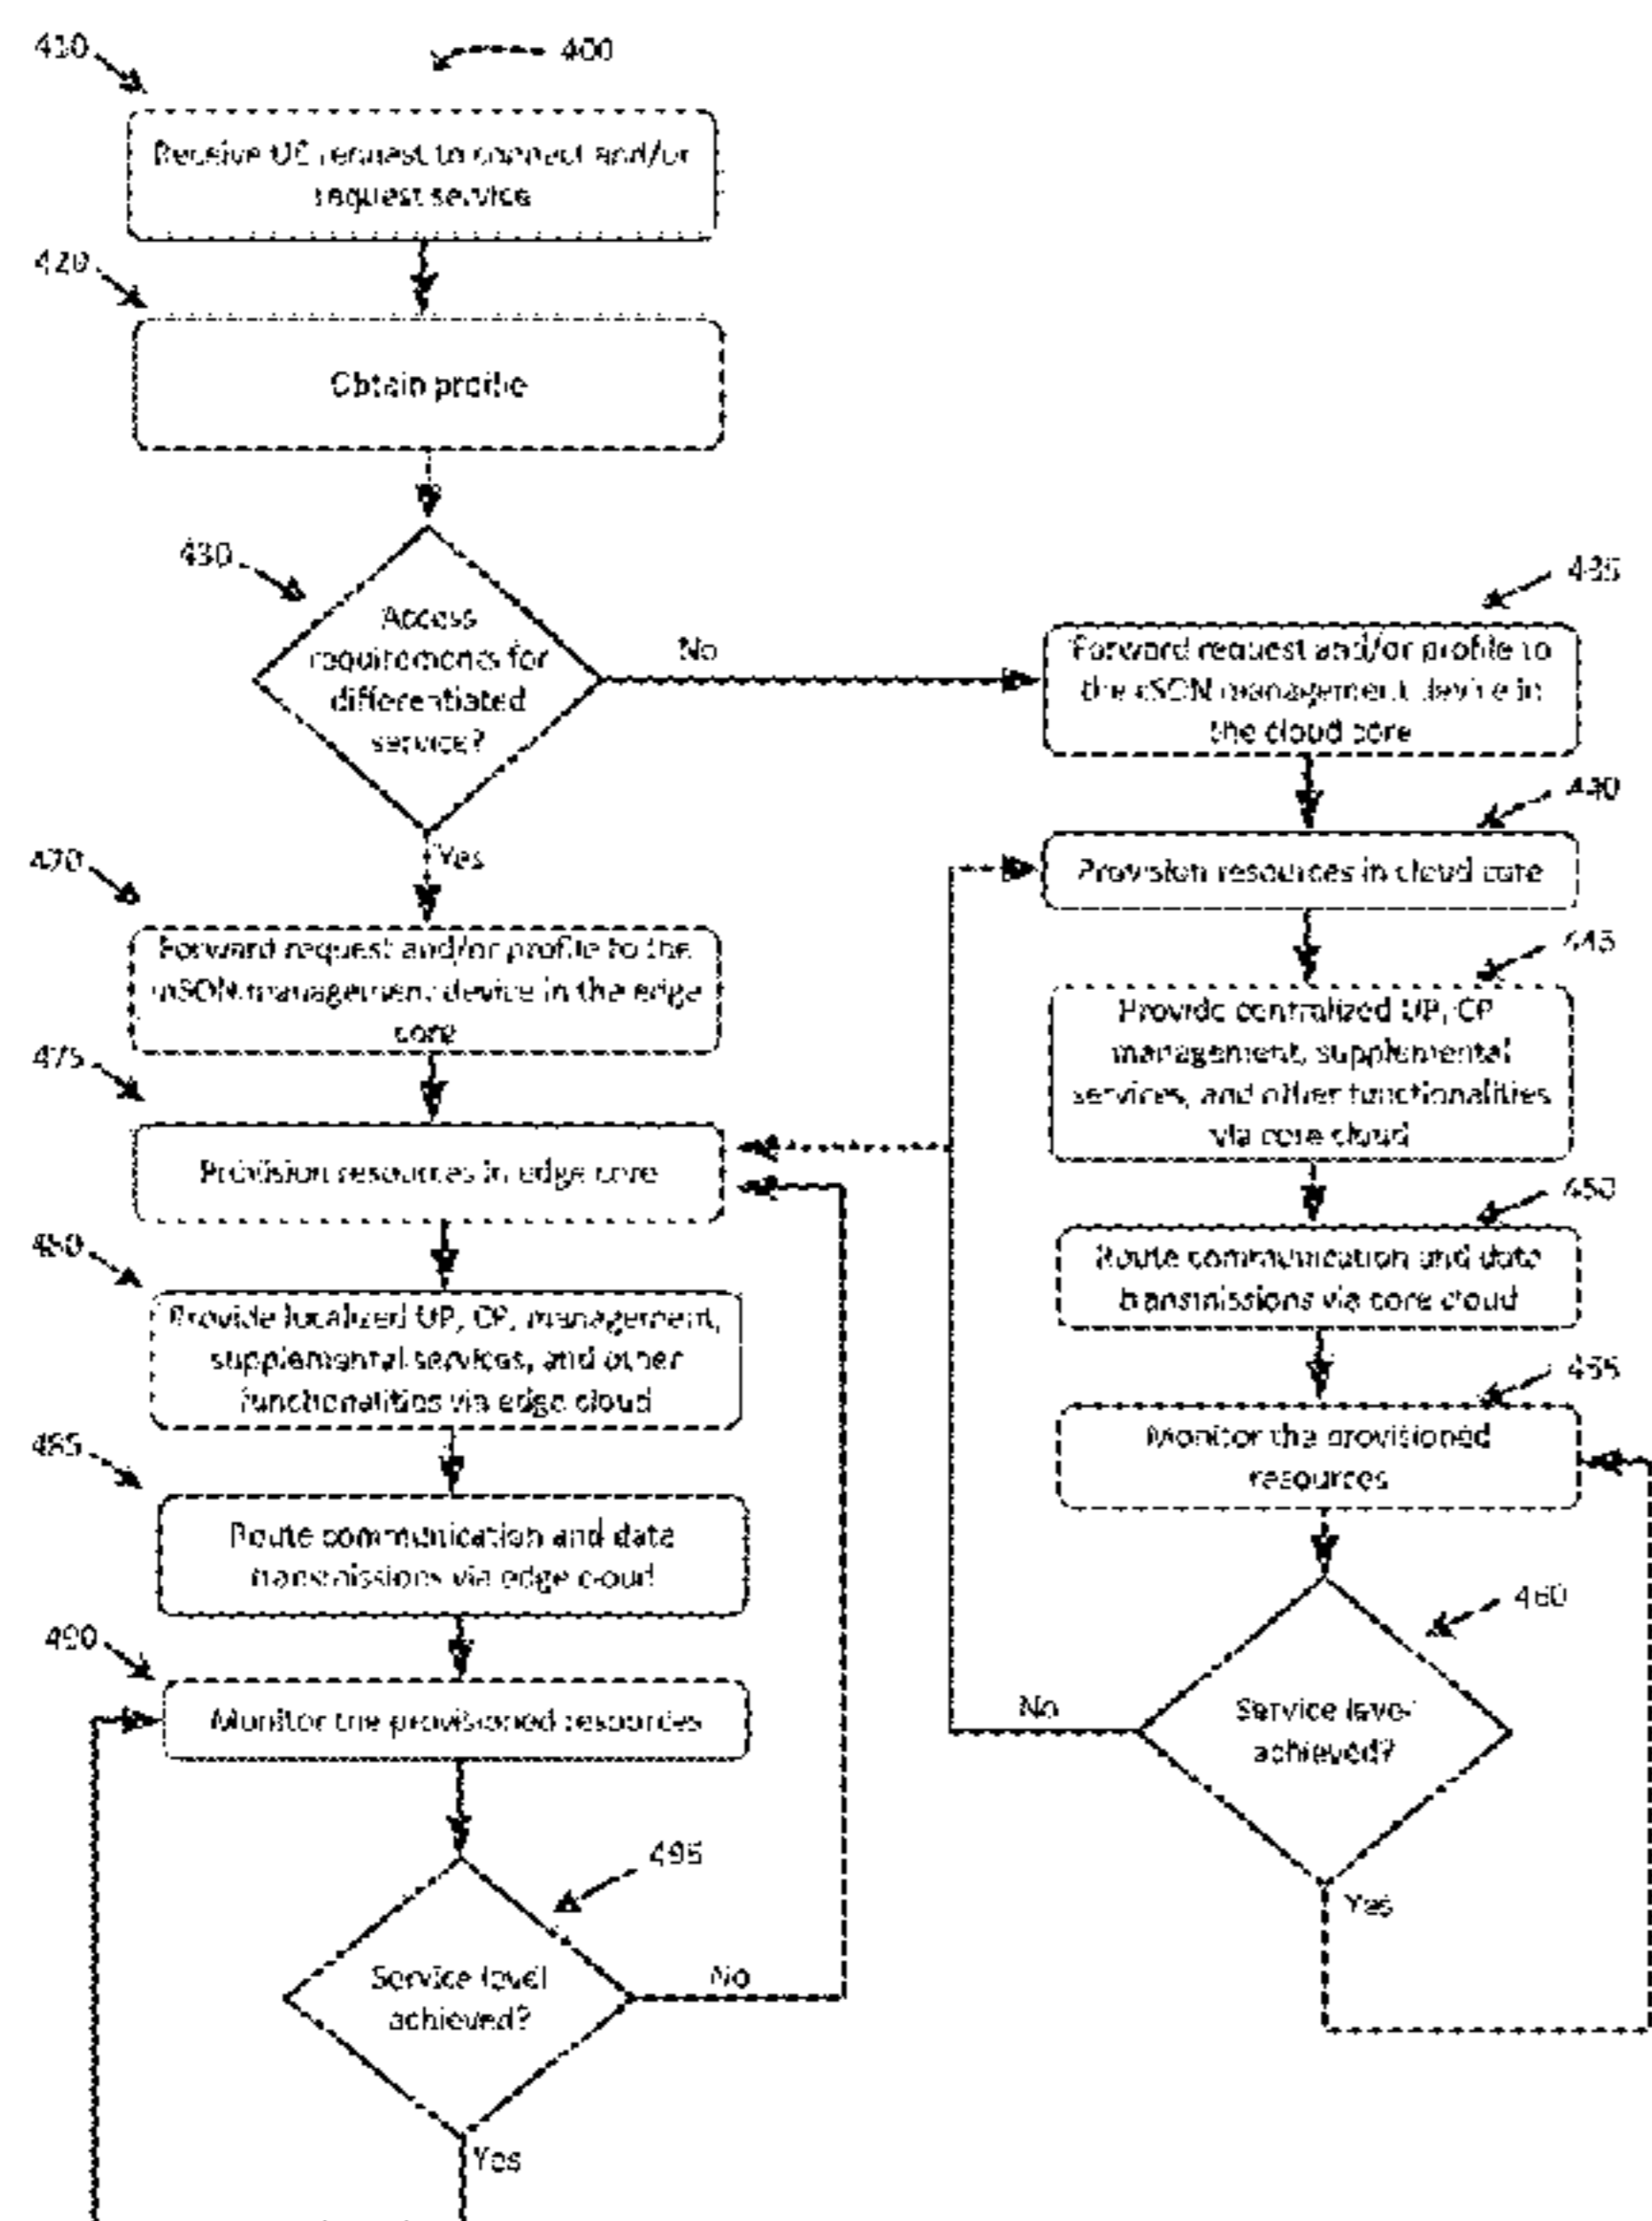 410
400
Receive UE request to connect and/or
request service
420
Obtain profile
430
Access
requirements for
differentiated
service?
No
Yes
435
Forward request and/or profile to
the cSON management device in
the cloud core
440
Provision resources in cloud core
445
Provide centralized UP, CP
management, supplemental
services, and other functionalities
via core cloud
450
Route communication and data
transmissions via core cloud
455
Monitor the provisioned
resources
460
Service level
achieved?
No
Yes
470
Forward request and/or profile to the
management device in the edge
core
475
Provision resources in edge core
480
Provide localized UP, CP, management,
supplemental services, and other
functionalities via edge cloud
485
Route communication and data
transmissions via edge cloud
490
Monitor the provisioned resources
495
Service level
achieved?
No
Yes